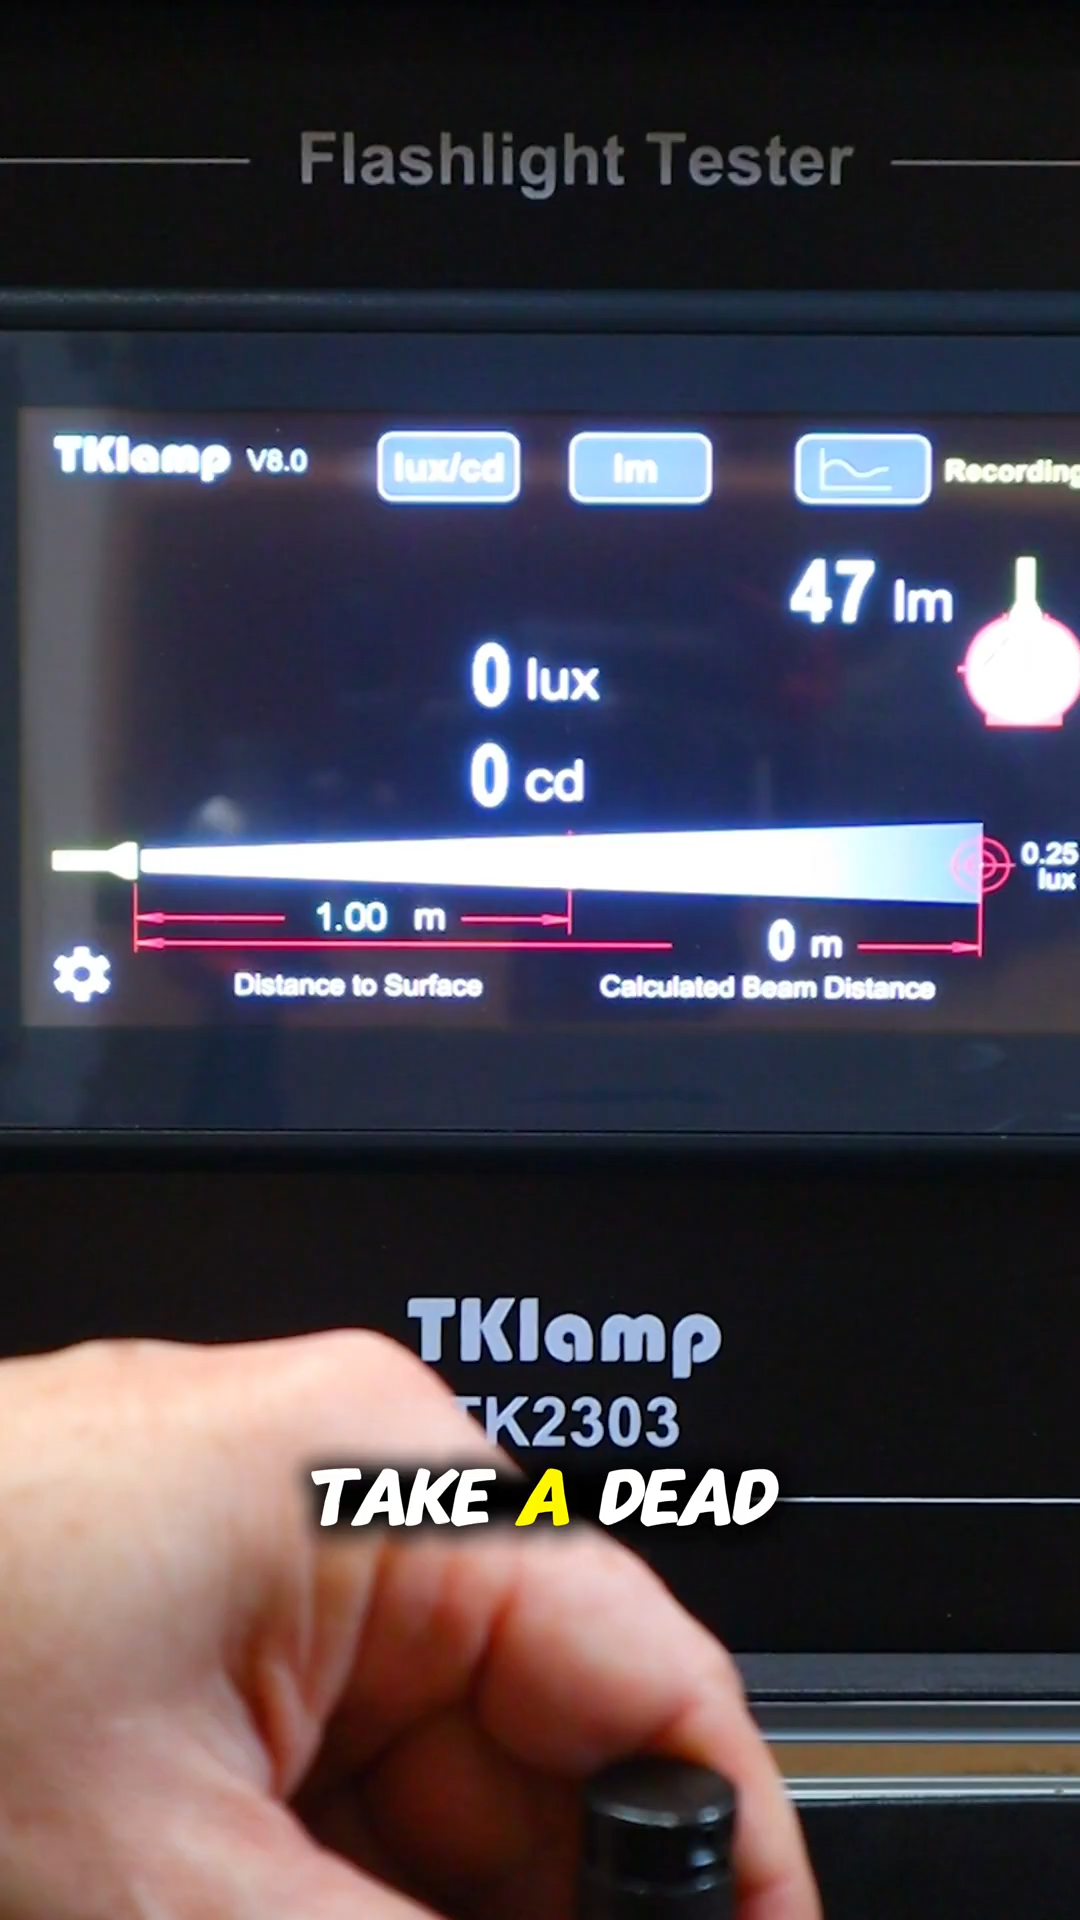 Flashlight Tester
TKlamp V8.0 lux/cd lm Recording
47 lm
0 lux
0 cd
0.25
lux
1.00 m
0 m
Distance to Surface Calculated Beam Distance
TKlamp
TK2303
TAKE A DEAD